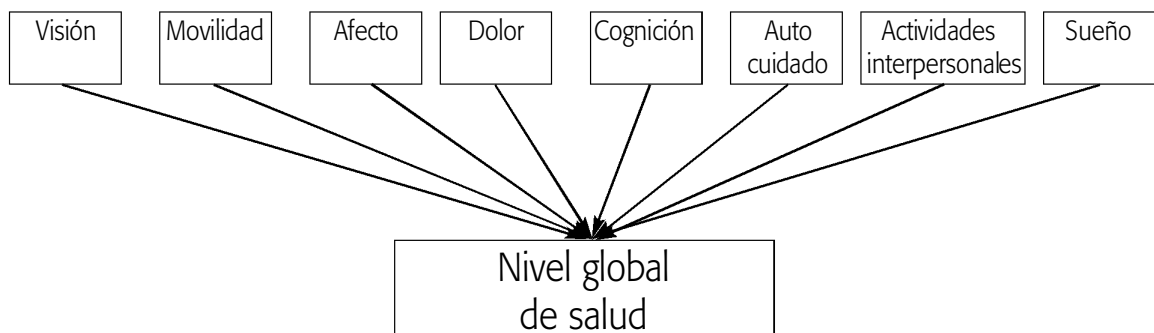 Visión
Movilidad
Afecto
Dolor
Cognición
Auto
cuidado
Actividades
interpersonales
Sueño
Nivel global
de salud